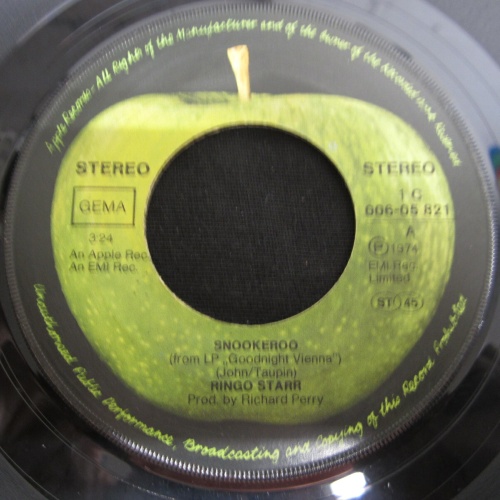 Apple Records-All Rights of the Manufacturer and of the Owner of the Recorded Work Reserved
STEREO
GEMA
3:24
An Apple Rec.
An EMI Rec.
STEREO
1 C
006-05 821
A
Ⓟ 1974
EMI Rec.
Limited
ST 45
SNOOKEROO
(from LP „Goodnight Vienna“)
(John/Taupin)
RINGO STARR
Prod. by Richard Perry
Unauthorised Public Performance, Broadcasting and Copying of this Record Prohibited